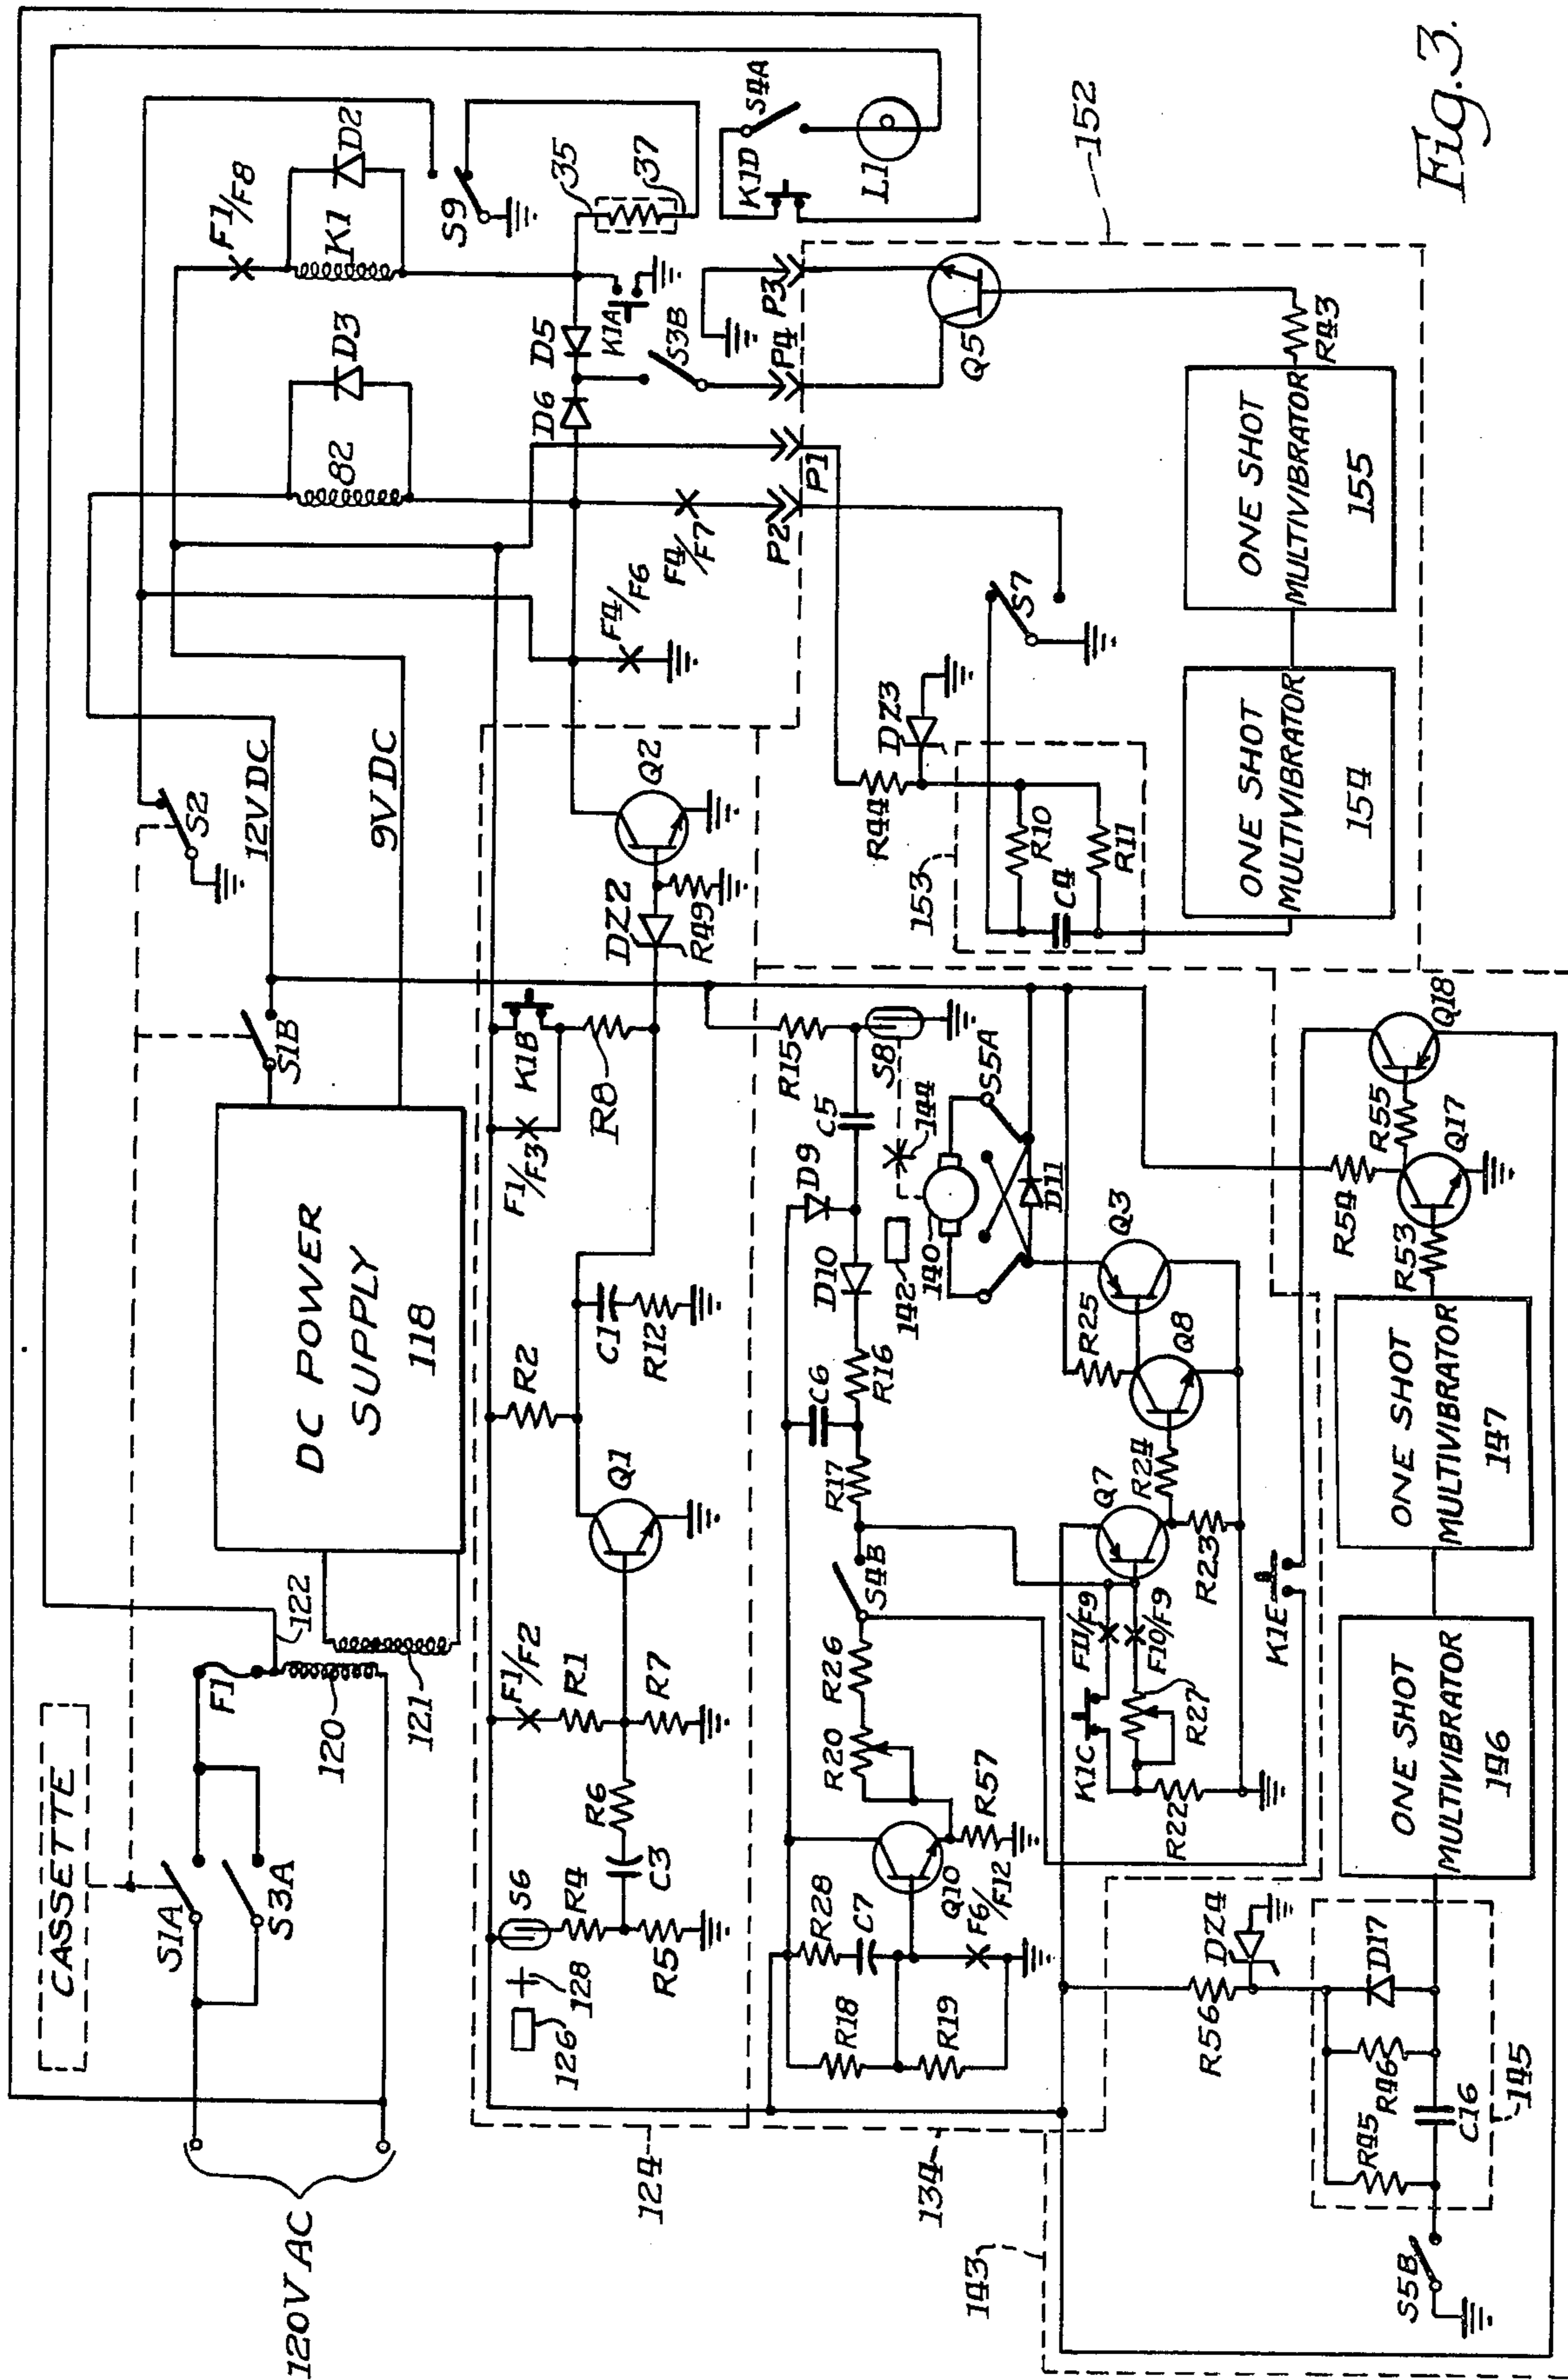 Fig. 3.
120V AC
CASSETTE
S1A
S3A
F1
120
121
122
DC POWER
SUPPLY
118
S1B
S2
12VDC
9VDC
82
D3
F1/F8
K1
D2
S9
35
37
K1D
S4A
L1
D6
D5
K1A
S3B
F4/F6
F4/F7
P2
P1
P4
P3
124
126
128
S6
R4
R5
C3
R6
F1/F2
R1
R7
Q1
R2
C1
R12
F1/F3
K1B
R8
DZ2
R49
Q2
134
R18
R19
R28
C7
Q10
F6/F12
R57
R20
R26
S4B
R17
C6
R16
D10
D9
C5
R15
S8
142
140
144
S5A
D11
K1C
F11/F9
F10/F9
R27
R22
Q7
R23
R24
Q8
R25
Q3
K1E
143
S5B
R45
R46
C16
D17
145
R56
DZ4
ONE SHOT
MULTIVIBRATOR
146
ONE SHOT
MULTIVIBRATOR
147
R53
R54
Q17
R55
Q18
152
153
R44
DZ3
R10
C4
R11
S7
Q5
ONE SHOT
MULTIVIBRATOR
154
ONE SHOT
MULTIVIBRATOR
155
R43